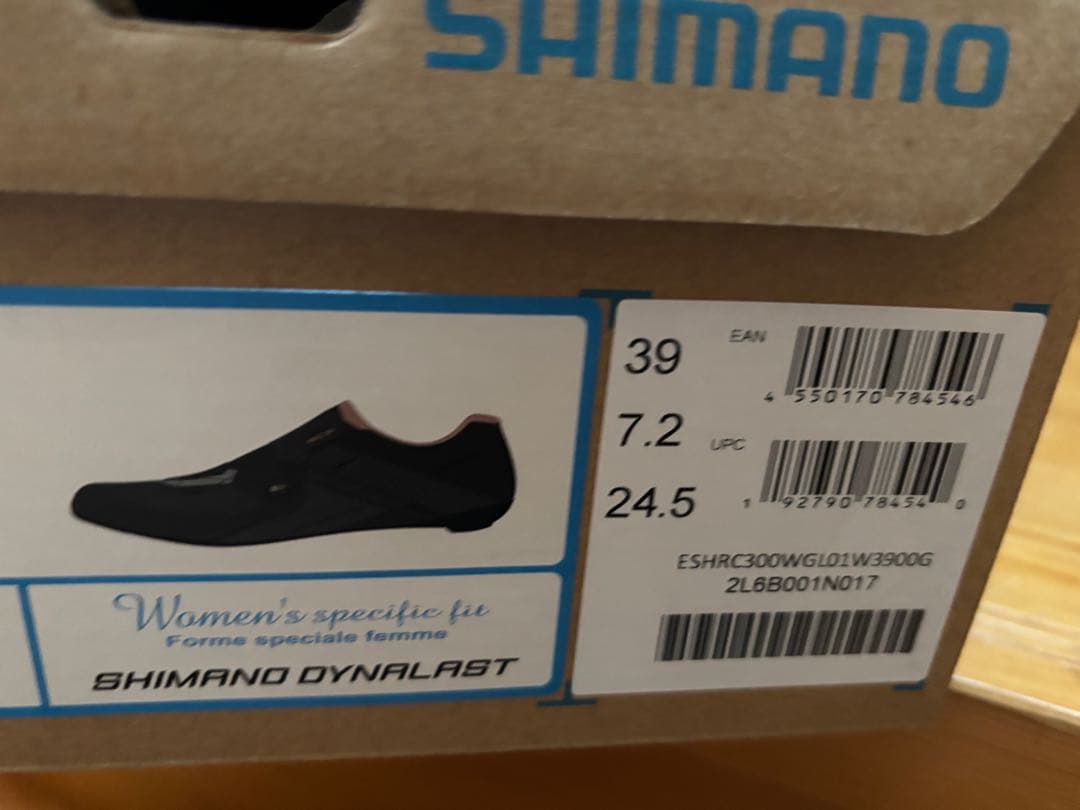 SHIMANO
39
EAN
4 550170 784546
7.2
UPC
1 92790 78454 0
24.5
ESHRC300WGL01W3900G
2L6B001N017
Women's specific fit
Forme speciale femme
SHIMANO DYNALAST